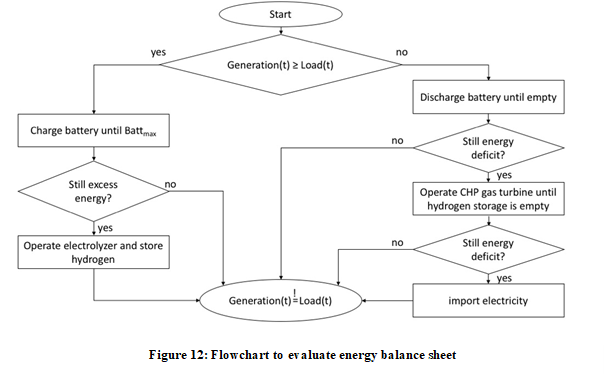 Start
yes
no
Generation(t) ≥ Load(t)
Discharge battery until empty
Charge battery until Battmax
no
Still energy
deficit?
yes
Still excess
energy?
no
yes
Operate CHP gas turbine until
hydrogen storage is empty
Operate electrolyzer and store
hydrogen
no
Still energy
deficit?
yes
!
Generation(t)=Load(t)
import electricity
Figure 12: Flowchart to evaluate energy balance sheet